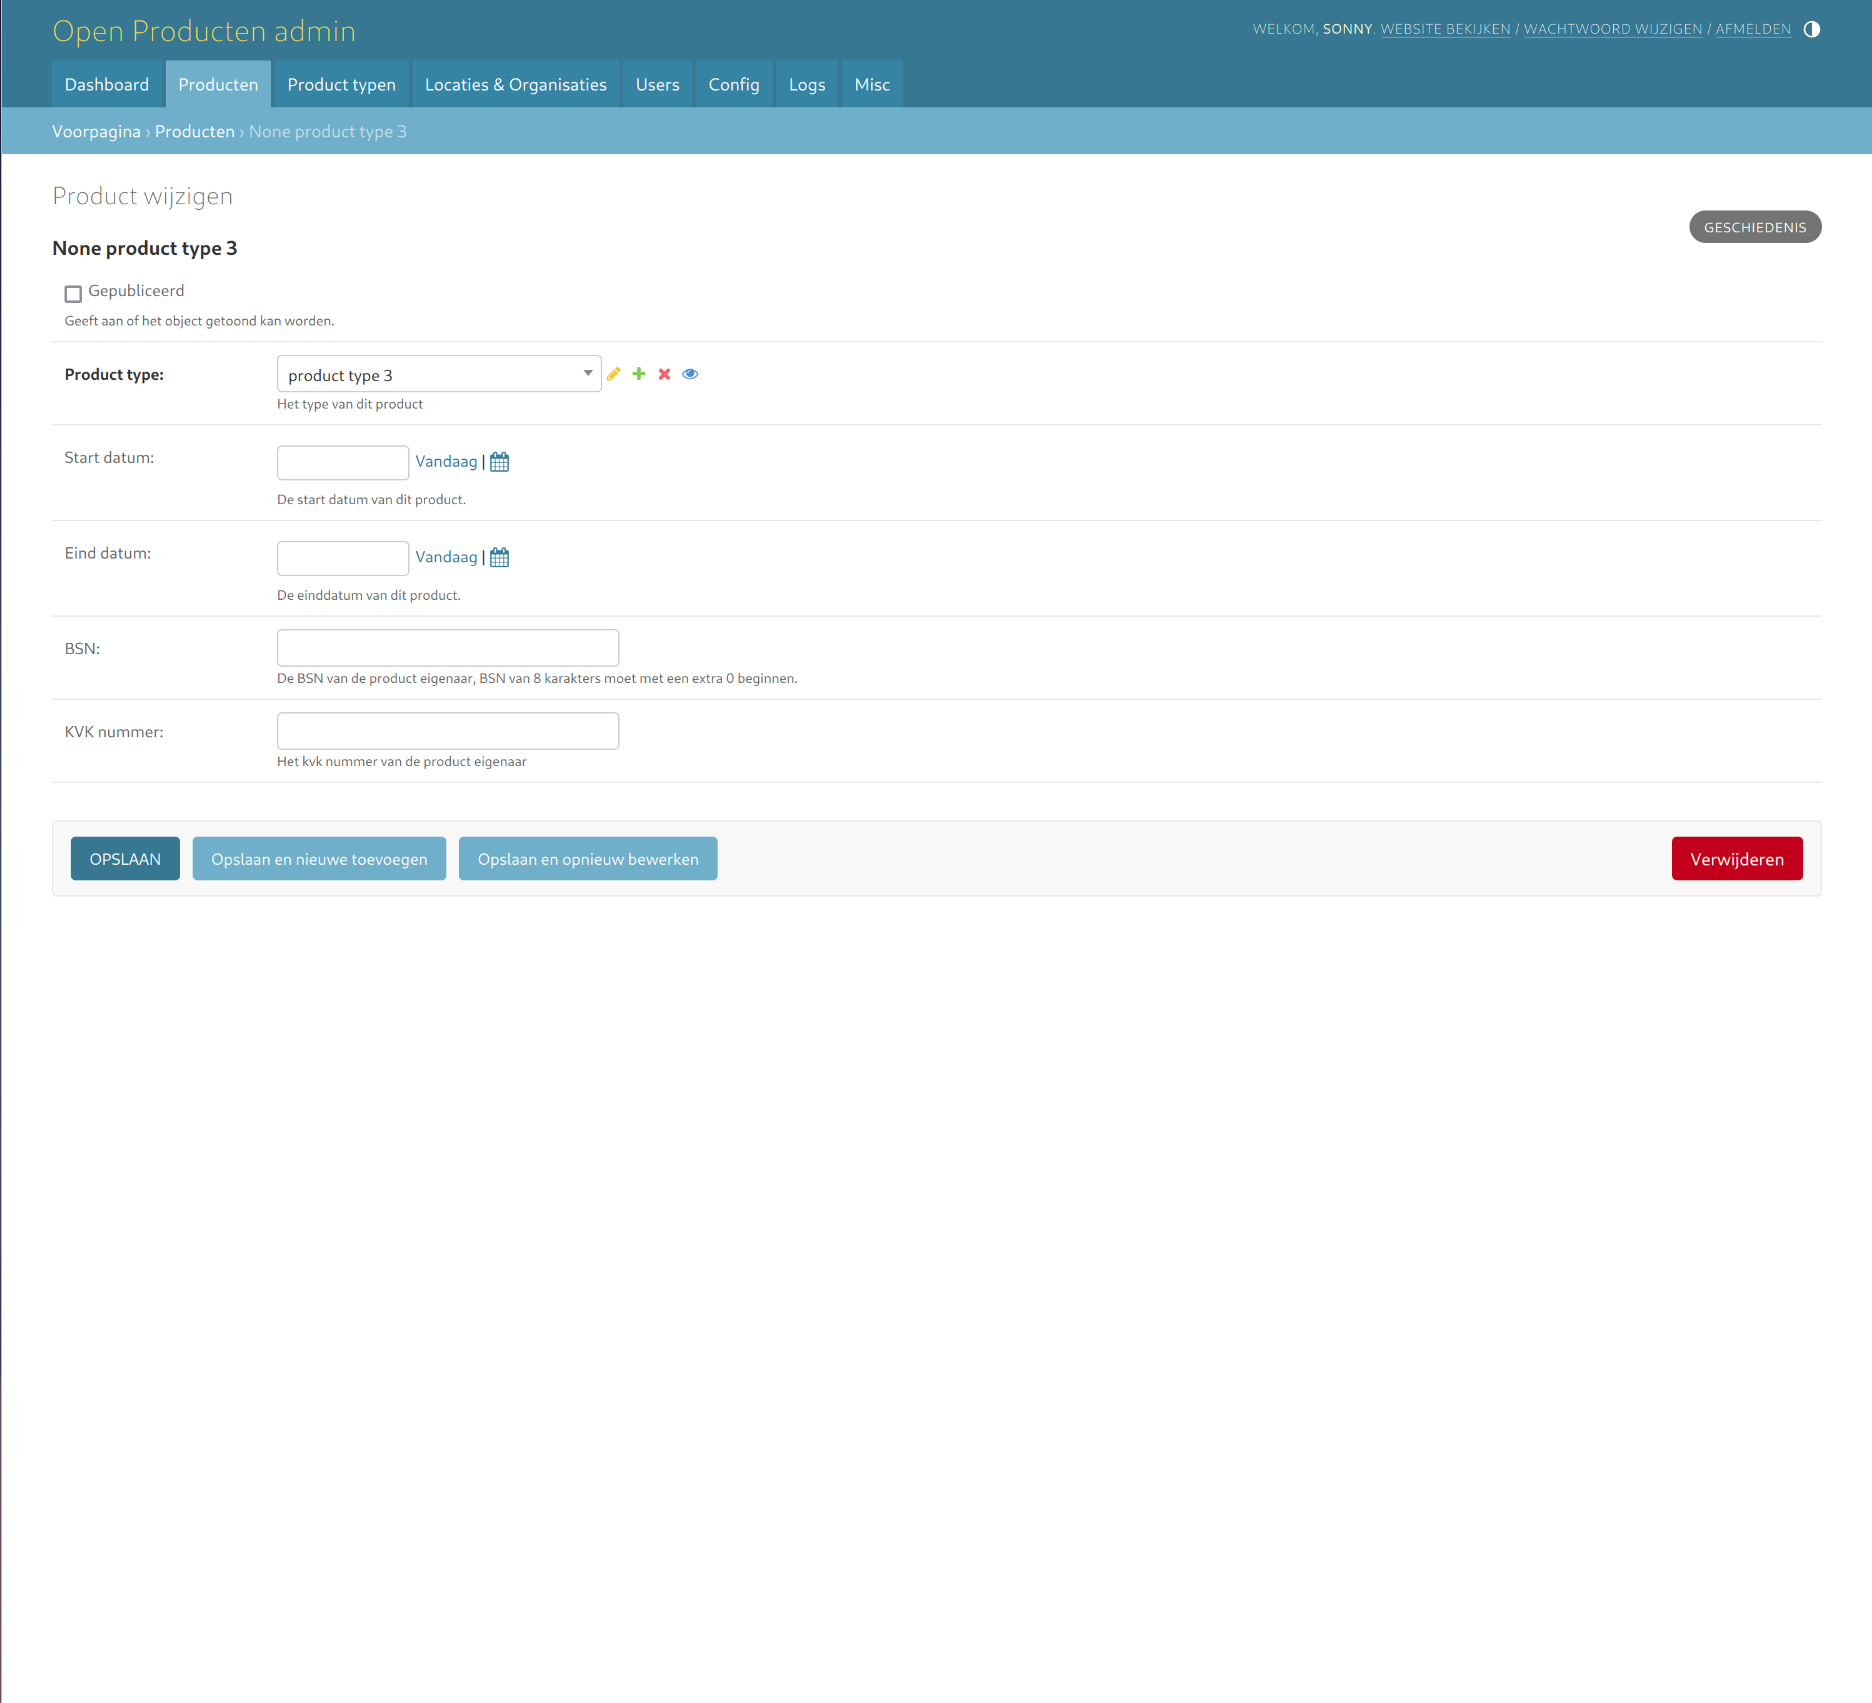 Open Producten admin
WELKOM, SONNY. WEBSITE BEKIJKEN / WACHTWOORD WIJZIGEN / AFMELDEN
Dashboard Producten Product typen Locaties & Organisaties Users Config Logs Misc
Voorpagina › Producten › None product type 3
Product wijzigen
GESCHIEDENIS
None product type 3
Gepubliceerd
Geeft aan of het object getoond kan worden.
Product type: product type 3
Het type van dit product
Start datum: Vandaag |
De start datum van dit product.
Eind datum: Vandaag |
De einddatum van dit product.
BSN:
De BSN van de product eigenaar, BSN van 8 karakters moet met een extra 0 beginnen.
KVK nummer:
Het kvk nummer van de product eigenaar
OPSLAAN Opslaan en nieuwe toevoegen Opslaan en opnieuw bewerken Verwijderen